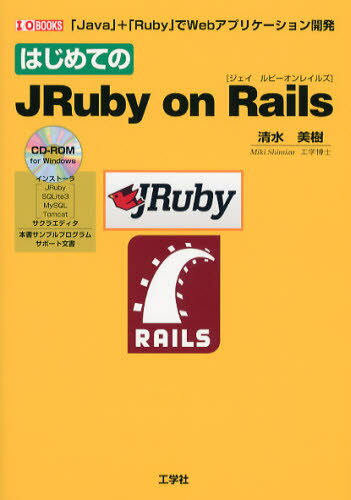 I O BOOKS
「Java」+「Ruby」でWebアプリケーション開発
はじめての
[ジェイ ルビーオンレイルズ]
JRuby on Rails
清水 美樹
Miki Shimizu 工学博士
CD-ROM
for Windows
インストーラ
JRuby
SQLite3
MySQL
Tomcat
サクラエディタ
本書サンプルプログラム
サポート文書
JRuby
RAILS
工学社